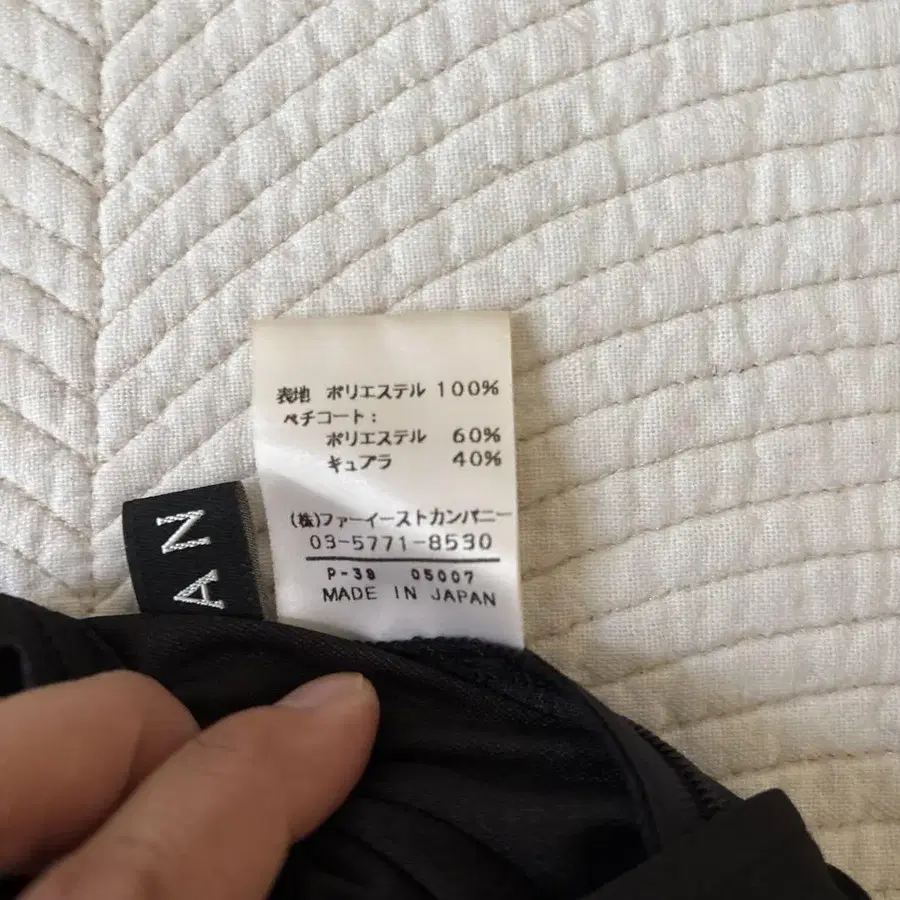 表地 ポリエステル 100%
ペチコート:
ポリエステル 60%
キュアラ 40%
(株)ファーイーストカンパニー
03-5771-8530
P-38 05007
MADE IN JAPAN
AN